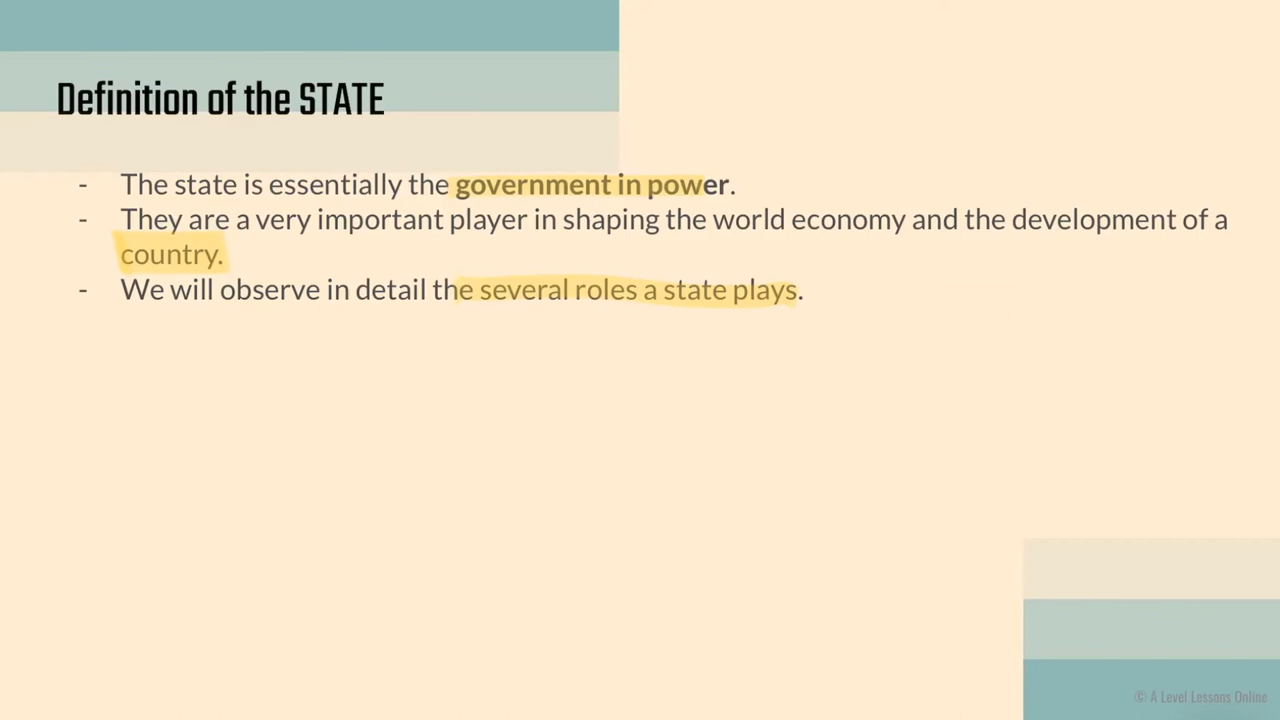 Definition of the STATE
- The state is essentially the government in power.
- They are a very important player in shaping the world economy and the development of a
country.
- We will observe in detail the several roles a state plays.
© A Level Lessons Online